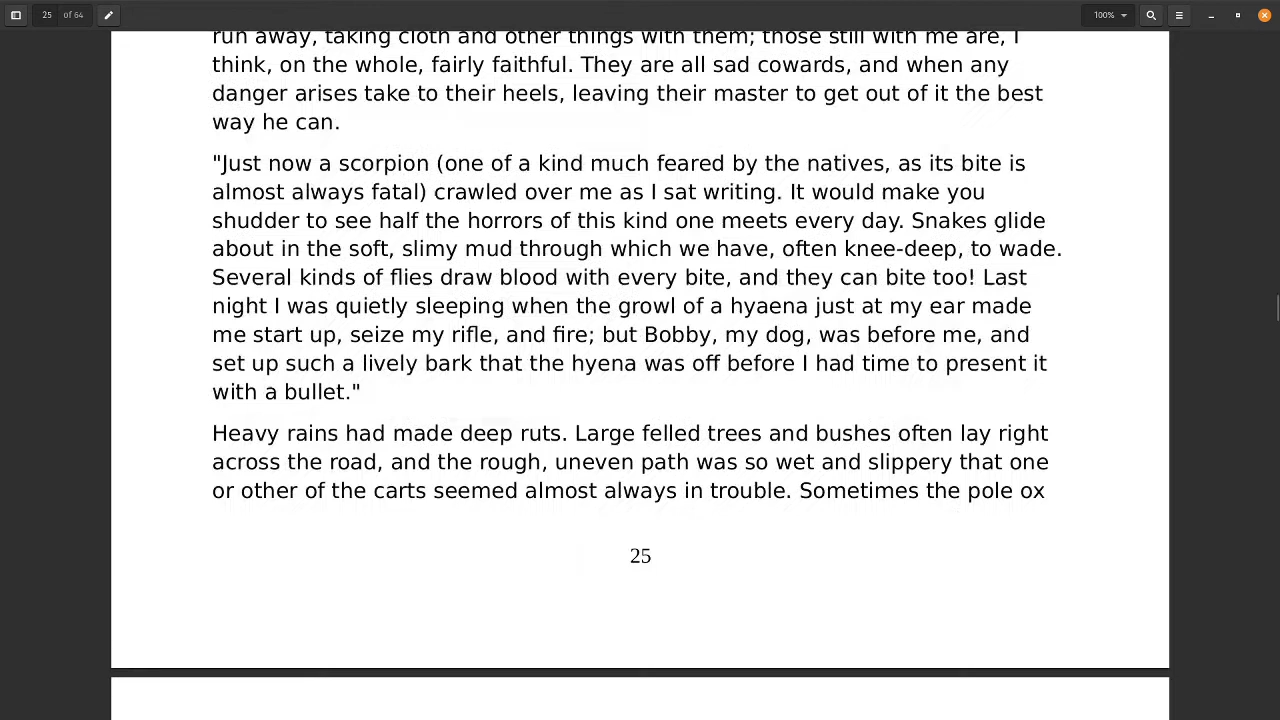 25 of 64
100%
run away, taking cloth and other things with them; those still with me are, I
think, on the whole, fairly faithful. They are all sad cowards, and when any
danger arises take to their heels, leaving their master to get out of it the best
way he can.
"Just now a scorpion (one of a kind much feared by the natives, as its bite is
almost always fatal) crawled over me as I sat writing. It would make you
shudder to see half the horrors of this kind one meets every day. Snakes glide
about in the soft, slimy mud through which we have, often knee-deep, to wade.
Several kinds of flies draw blood with every bite, and they can bite too! Last
night I was quietly sleeping when the growl of a hyaena just at my ear made
me start up, seize my rifle, and fire; but Bobby, my dog, was before me, and
set up such a lively bark that the hyena was off before I had time to present it
with a bullet."
Heavy rains had made deep ruts. Large felled trees and bushes often lay right
across the road, and the rough, uneven path was so wet and slippery that one
or other of the carts seemed almost always in trouble. Sometimes the pole ox
25